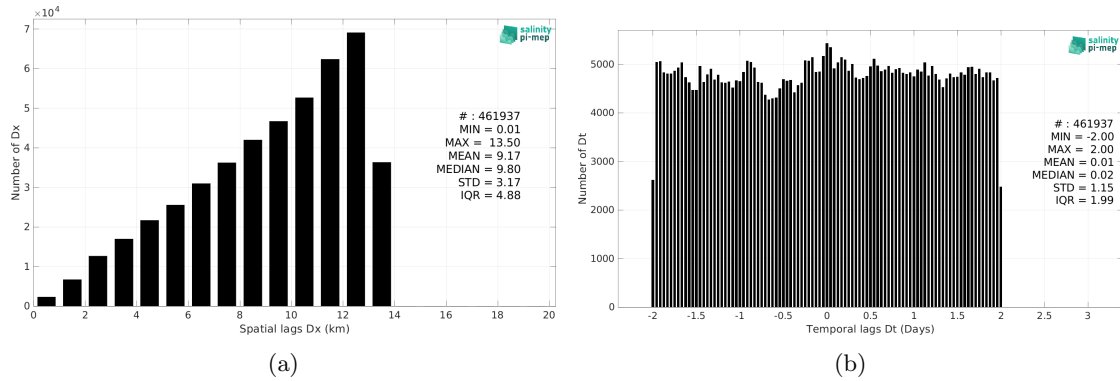 ×10^4
7
6
5
4
3
2
1
0
Number of Dx
0 2 4 6 8 10 12 14 16 18 20
Spatial lags Dx (km)
salinity
pi-mep
# : 461937
MIN = 0.01
MAX = 13.50
MEAN = 9.17
MEDIAN = 9.80
STD = 3.17
IQR = 4.88
(a)
5000
4000
3000
2000
1000
0
Number of Dt
-2 -1.5 -1 -0.5 0 0.5 1 1.5 2 2.5 3
Temporal lags Dt (Days)
salinity
pi-mep
# : 461937
MIN = -2.00
MAX = 2.00
MEAN = 0.01
MEDIAN = 0.02
STD = 1.15
IQR = 1.99
(b)